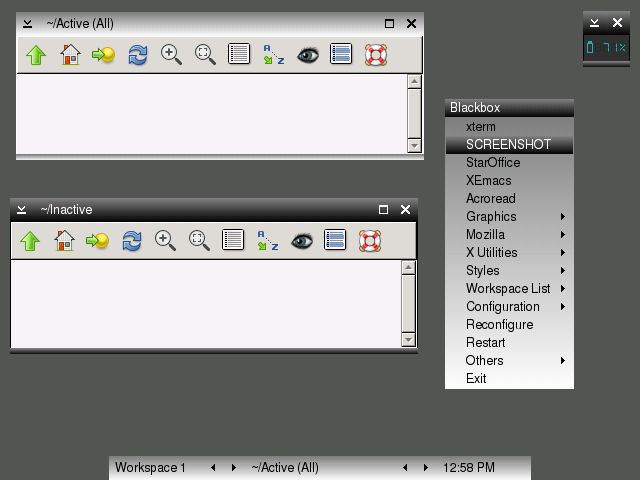 ~/Active (All)
71%
Blackbox
xterm
SCREENSHOT
StarOffice
XEmacs
Acroread
Graphics
Mozilla
X Utilities
Styles
Workspace List
Configuration
Reconfigure
Restart
Others
Exit
~/Inactive
Workspace 1
~/Active (All)
12:58 PM